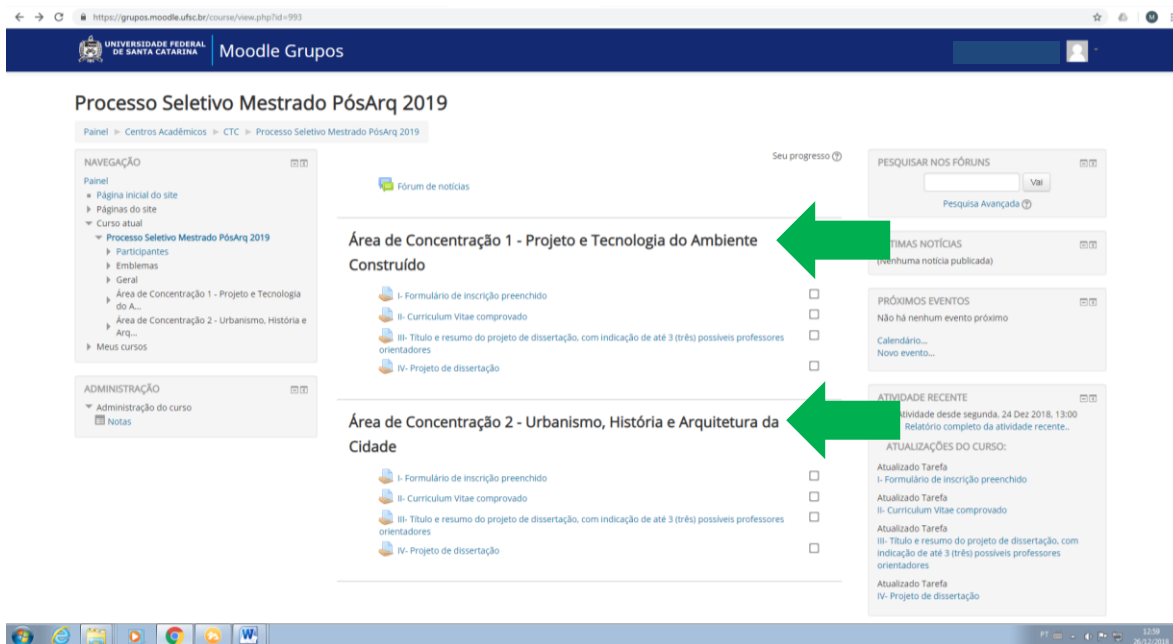 https://grupos.moodle.ufsc.br/course/view.php?id=993
M
UNIVERSIDADE FEDERAL
DE SANTA CATARINA
Moodle Grupos
Processo Seletivo Mestrado PósArq 2019
Painel ► Centros Acadêmicos ► CTC ► Processo Seletivo Mestrado PósArq 2019
NAVEGAÇÃO
Painel
Página inicial do site
Páginas do site
Curso atual
Processo Seletivo Mestrado PósArq 2019
Participantes
Emblemas
Geral
Área de Concentração 1 - Projeto e Tecnologia
do A...
Área de Concentração 2 - Urbanismo, História e
Arq...
Meus cursos
ADMINISTRAÇÃO
Administração do curso
Notas
Seu progresso
Fórum de notícias
Área de Concentração 1 - Projeto e Tecnologia do Ambiente
Construído
I- Formulário de inscrição preenchido
II- Curriculum Vitae comprovado
III- Título e resumo do projeto de dissertação, com indicação de até 3 (três) possíveis professores
orientadores
IV- Projeto de dissertação
Área de Concentração 2 - Urbanismo, História e Arquitetura da
Cidade
I- Formulário de inscrição preenchido
II- Curriculum Vitae comprovado
III- Título e resumo do projeto de dissertação, com indicação de até 3 (três) possíveis professores
orientadores
IV- Projeto de dissertação
PESQUISAR NOS FÓRUNS
Vai
Pesquisa Avançada
TIMAS NOTÍCIAS
(Nenhuma notícia publicada)
PRÓXIMOS EVENTOS
Não há nenhum evento próximo
Calendário...
Novo evento...
ATIVIDADE RECENTE
Atividade desde segunda, 24 Dez 2018, 13:00
Relatório completo da atividade recente..
ATUALIZAÇÕES DO CURSO:
Atualizado Tarefa
I- Formulário de inscrição preenchido
Atualizado Tarefa
II- Curriculum Vitae comprovado
Atualizado Tarefa
III- Título e resumo do projeto de dissertação, com
indicação de até 3 (três) possíveis professores
orientadores
Atualizado Tarefa
IV- Projeto de dissertação
PT
12:59
26/12/2018